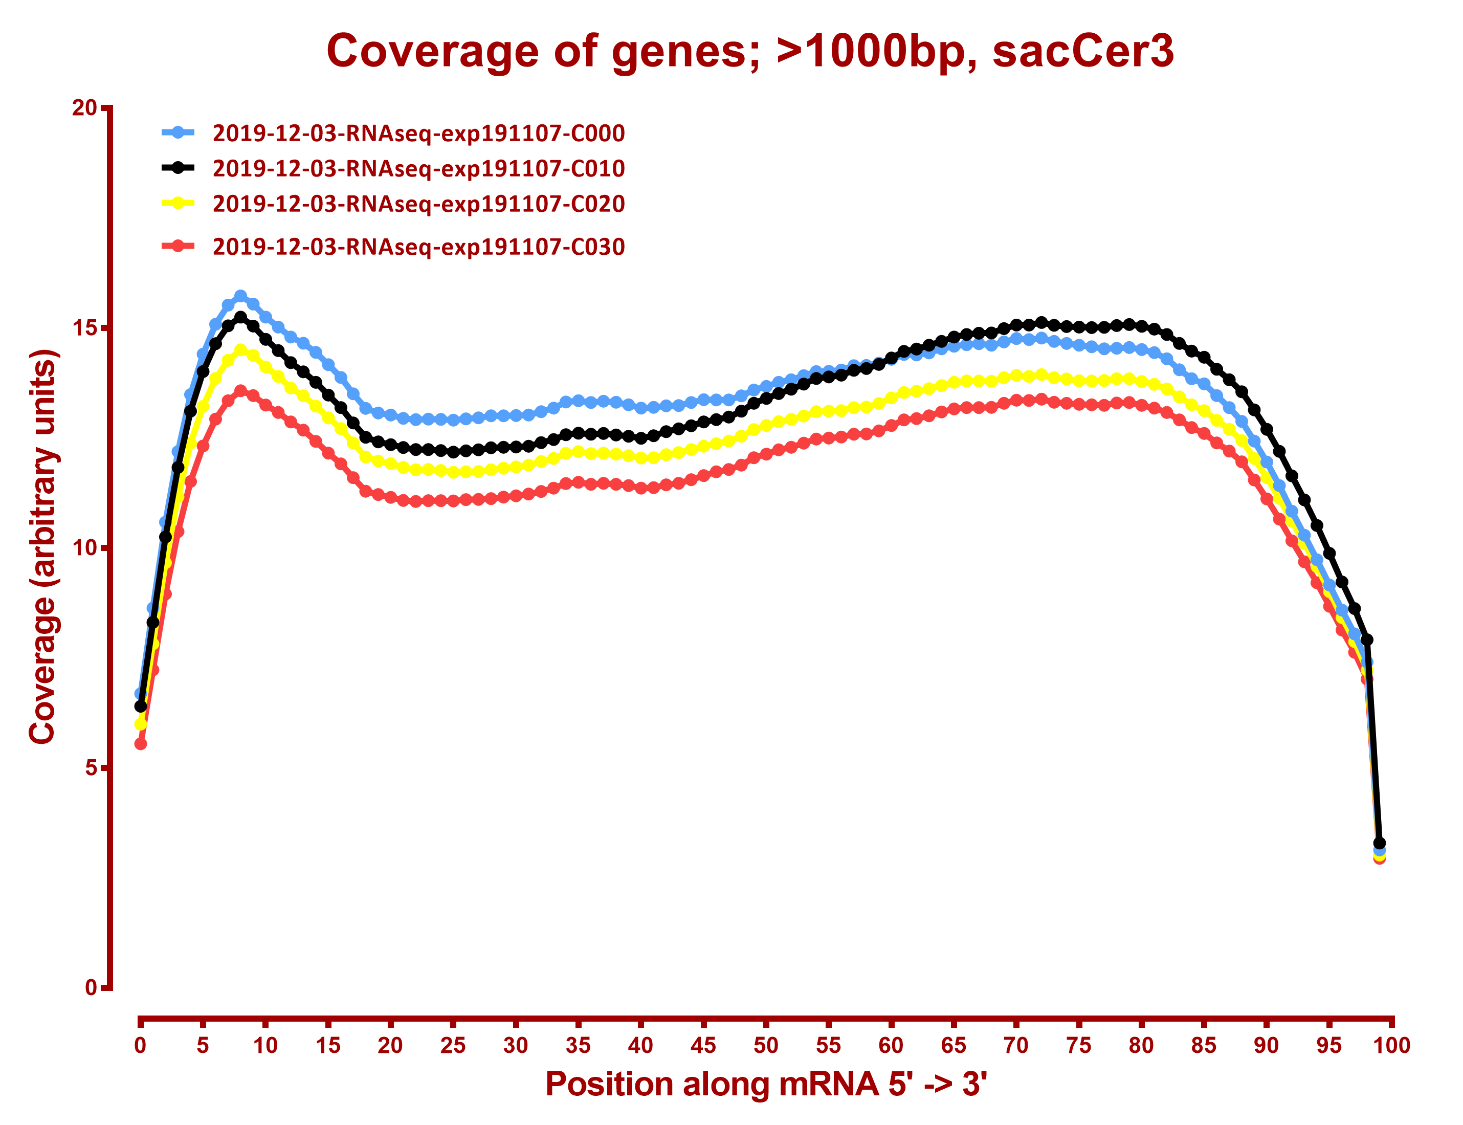 Coverage of genes; >1000bp, sacCer3
20
2019-12-03-RNAseq-exp191107-C000
2019-12-03-RNAseq-exp191107-C010
2019-12-03-RNAseq-exp191107-C020
2019-12-03-RNAseq-exp191107-C030
15
Coverage (arbitrary units)
10
5
0
0 5 10 15 20 25 30 35 40 45 50 55 60 65 70 75 80 85 90 95 100
Position along mRNA 5' -> 3'